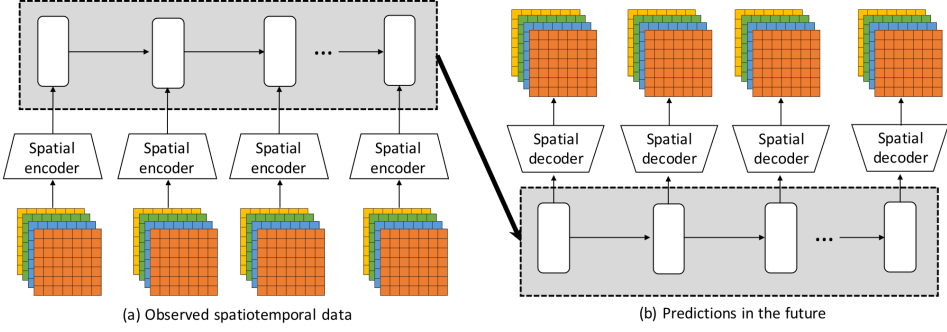 ...
Spatial
encoder
Spatial
encoder
Spatial
encoder
Spatial
encoder
(a) Observed spatiotemporal data
Spatial
decoder
Spatial
decoder
Spatial
decoder
Spatial
decoder
...
(b) Predictions in the future